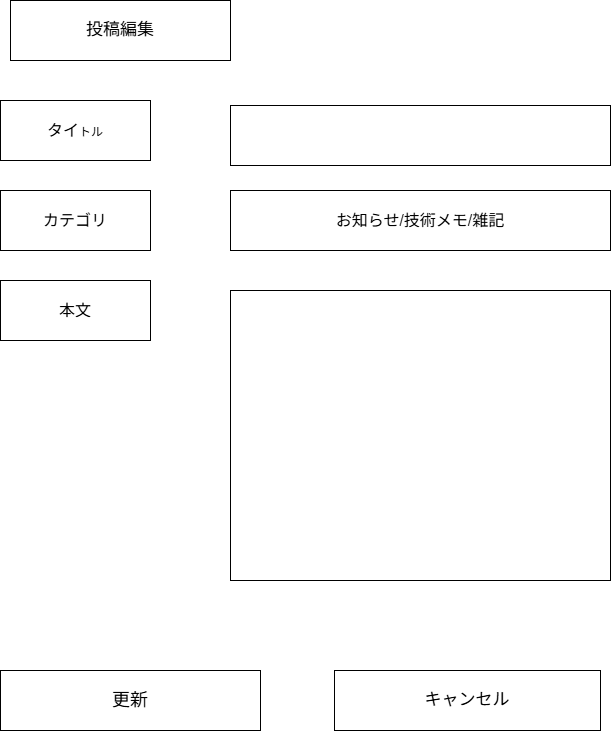 投稿編集
タイトル
カテゴリ
お知らせ/技術メモ/雑記
本文
更新
キャンセル